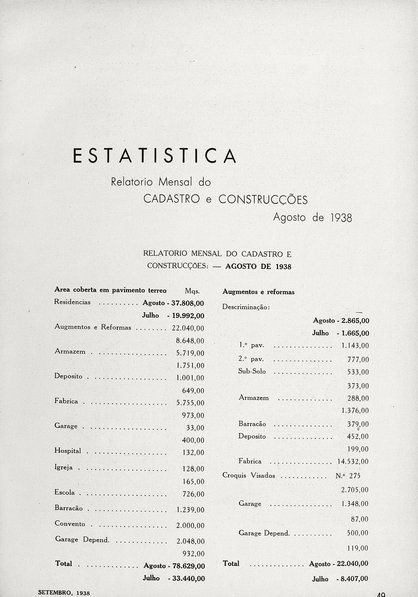 ESTATISTICA
Relatorio Mensal do
CADASTRO e CONSTRUCÇÕES
Agosto de 1938
RELATORIO MENSAL DO CADASTRO E
CONSTRUCÇÕES: — AGOSTO DE 1938
Area coberta em pavimento terreo Mqs.
Residencias .......... Agosto - 37.808,00
Julho - 19.992,00
Augmentos e Reformas ........ 22.040,00
8.648,00
Armazem .................. 5.719,00
1.751,00
Deposito .................. 1.001,00
649,00
Fabrica .................. 5.755,00
973,00
Garage .................. 33,00
400,00
Hospital .................. 132,00
Igreja .................. 128,00
165,00
Escola .................. 726,00
Barracão .................. 1.239,00
Convento .................. 2.000,00
Garage Depend. ............ 2.048,00
932,00
Total .............. Agosto - 78.629,00
Julho - 33.440,00
Augmentos e reformas
Descriminação:
Agosto - 2.865,00
Julho - 1.665,00
1.º pav. .............. 1.143,00
2.º pav. .............. 777,00
Sub-Solo .............. 533,00
373,00
Armazem .............. 288,00
1.376,00
Barracão .............. 379,00
Deposito .............. 452,00
199,00
Fabrica .............. 14.532,00
Croquis Visados ............ N.º 275
2.705,00
Garage .............. 1.348,00
87,00
Garage Depend. ........... 500,00
119,00
Total ............ Agosto - 22.040,00
Julho - 8.407,00
SETEMBRO, 1938
49